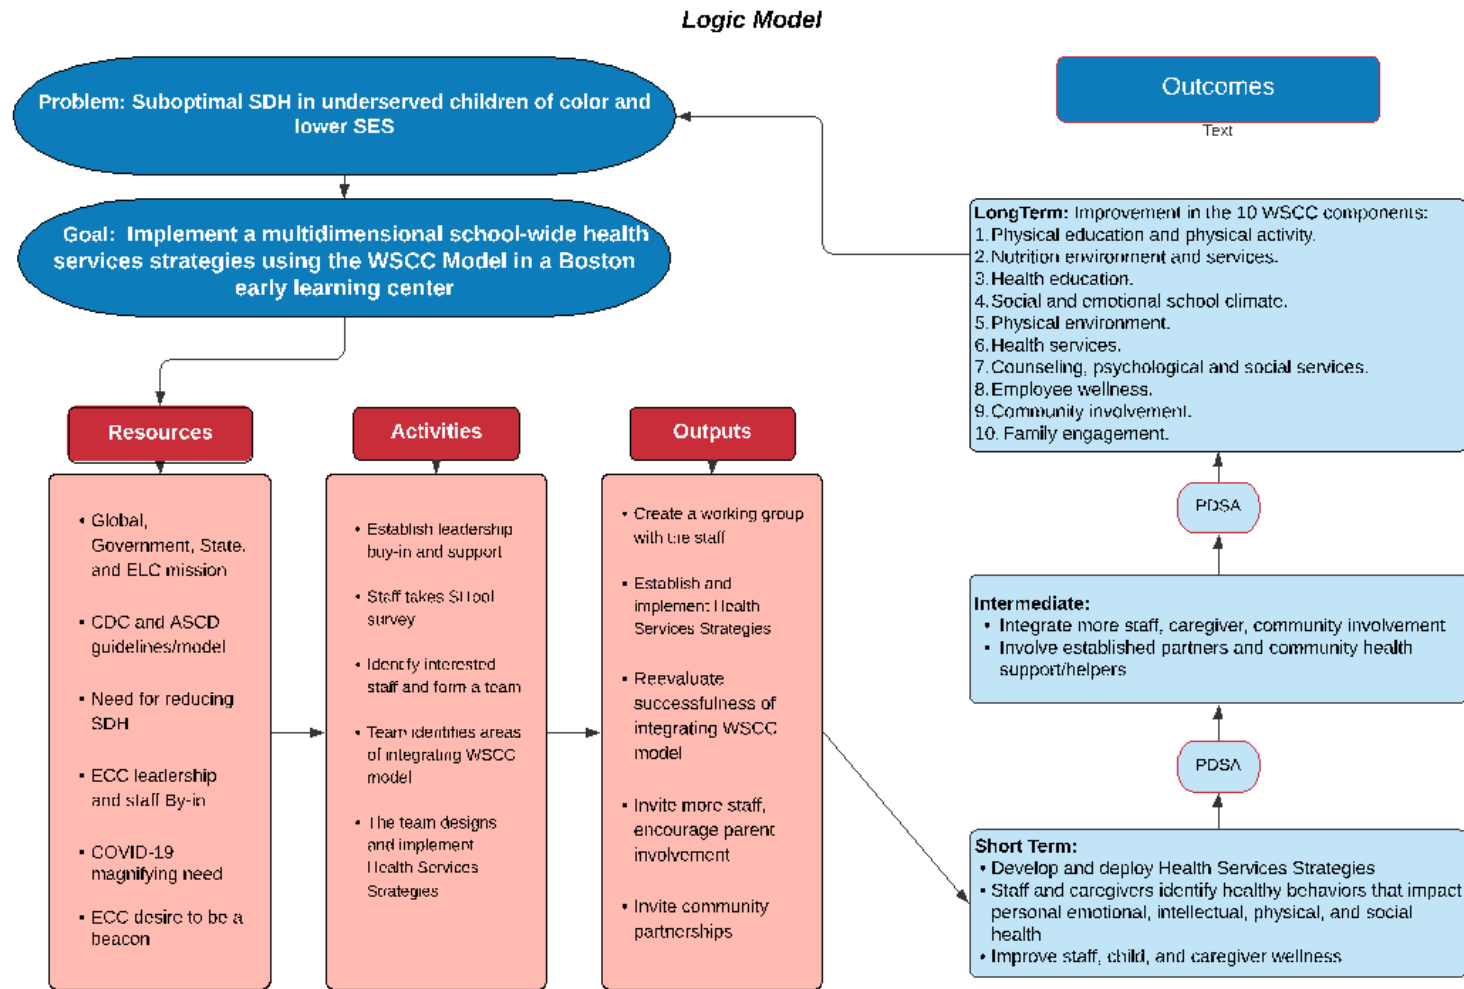 Logic Model
Problem: Suboptimal SDH in underserved children of color and
lower SES
Goal: Implement a multidimensional school-wide health
services strategies using the WSCC Model in a Boston
early learning center
Resources
Global,
Government, State.
and ELC mission
CDC and ASCD
guidelines/model
Need for reducing
SDH
ECC leadership
and staff By-in
COVID-19
magnifying need
ECC desire to be a
beacon
Activities
Establish leadership
buy-in and support
Staff takes SHtool
survey
Identify interested
staff and form a team
Team identifies areas
of integrating WSCC
model
The team designs
and implement
Health Services
Strategies
Outputs
Create a working group
with the staff
Establish and
implement Health
Services Strategies
Reevaluate
successfulness of
integrating WSCC
model
Invite more staff,
encourage parent
involvement
Invite community
partnerships
Outcomes
Text
LongTerm: Improvement in the 10 WSCC components:
1. Physical education and physical activity.
2. Nutrition environment and services.
3. Health education.
4. Social and emotional school climate.
5. Physical environment.
6. Health services.
7. Counseling, psychological and social services.
8. Employee wellness.
9. Community involvement.
10. Family engagement.
PDSA
Intermediate:
Integrate more staff, caregiver, community involvement
Involve established partners and community health
support/helpers
PDSA
Short Term:
Develop and deploy Health Services Strategies
Staff and caregivers identify healthy behaviors that impact
personal emotional, intellectual, physical, and social
health
Improve staff, child, and caregiver wellness